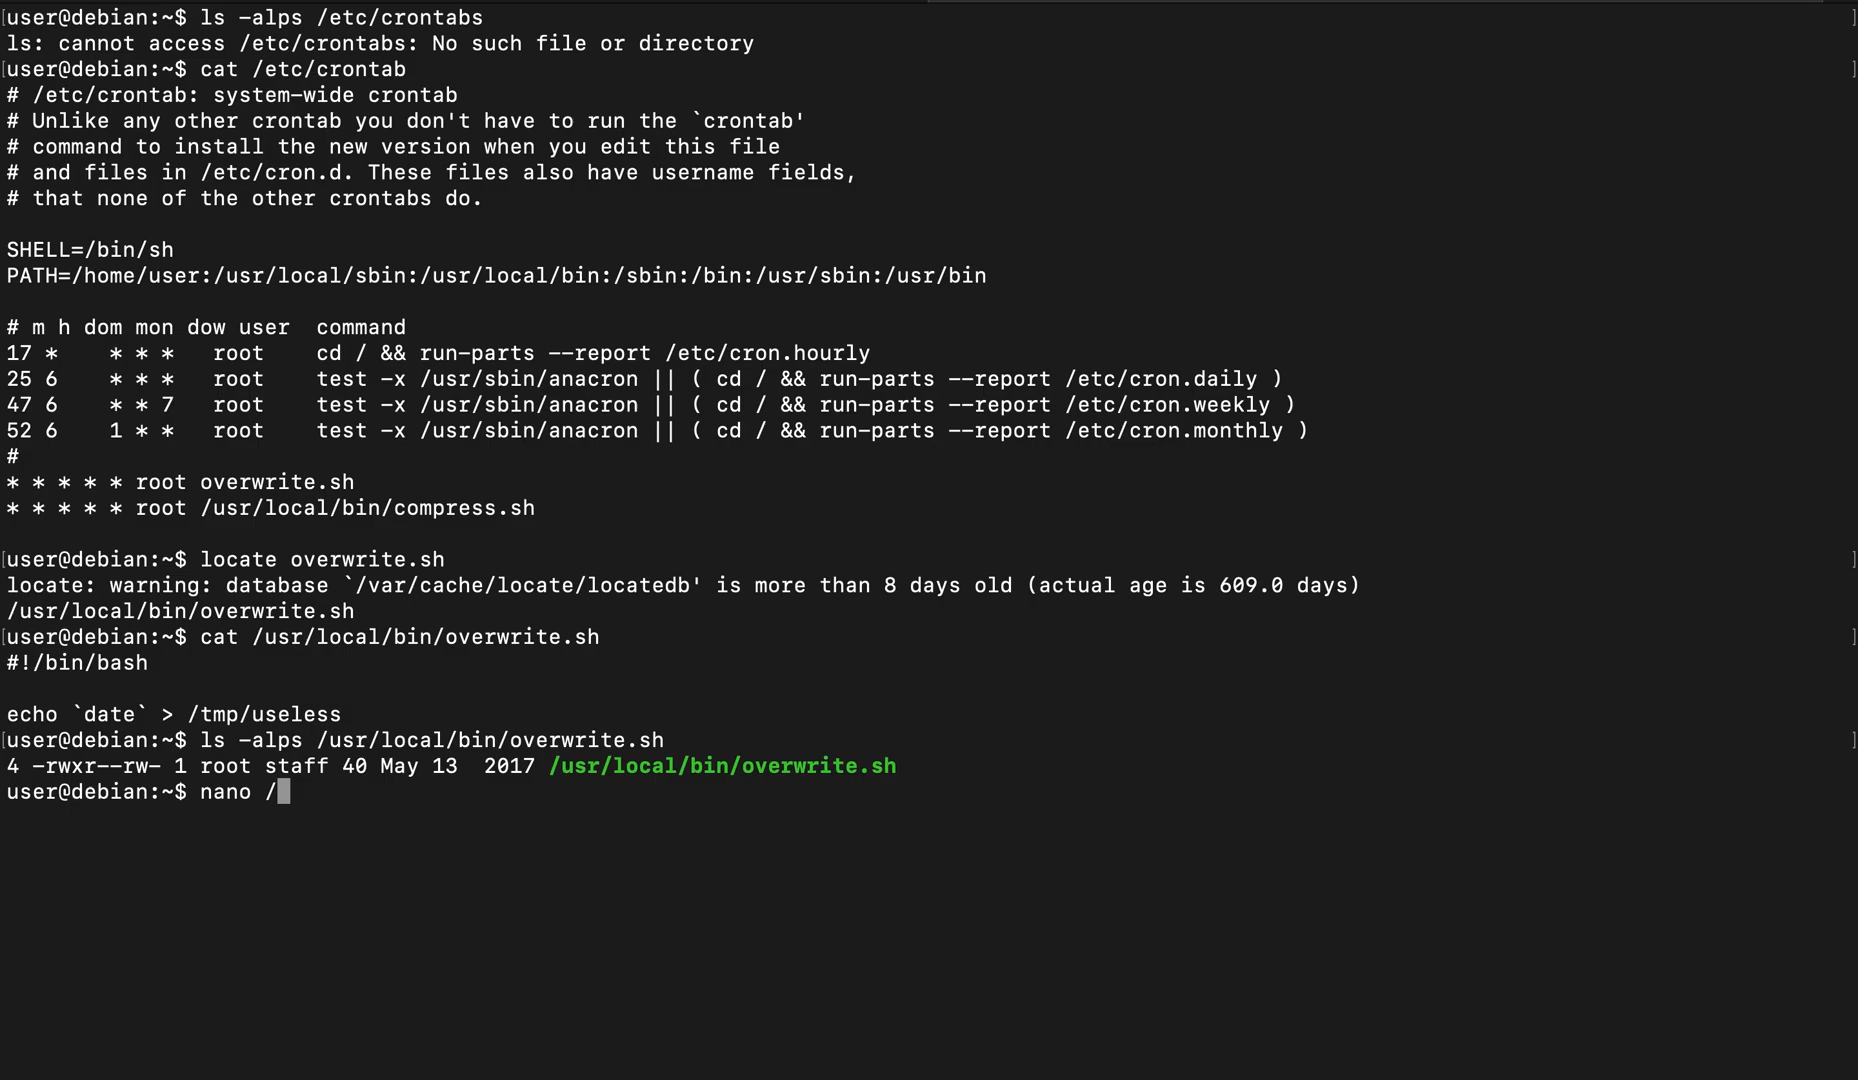 [user@debian:~$ ls -alps /etc/crontabs ]
ls: cannot access /etc/crontabs: No such file or directory
[user@debian:~$ cat /etc/crontab ]
# /etc/crontab: system-wide crontab
# Unlike any other crontab you don't have to run the `crontab'
# command to install the new version when you edit this file
# and files in /etc/cron.d. These files also have username fields,
# that none of the other crontabs do.

SHELL=/bin/sh
PATH=/home/user:/usr/local/sbin:/usr/local/bin:/sbin:/bin:/usr/sbin:/usr/bin

# m h dom mon dow user  command
17 *    * * *   root    cd / && run-parts --report /etc/cron.hourly
25 6    * * *   root    test -x /usr/sbin/anacron || ( cd / && run-parts --report /etc/cron.daily )
47 6    * * 7   root    test -x /usr/sbin/anacron || ( cd / && run-parts --report /etc/cron.weekly )
52 6    1 * *   root    test -x /usr/sbin/anacron || ( cd / && run-parts --report /etc/cron.monthly )
#
* * * * * root overwrite.sh
* * * * * root /usr/local/bin/compress.sh

[user@debian:~$ locate overwrite.sh ]
locate: warning: database `/var/cache/locate/locatedb' is more than 8 days old (actual age is 609.0 days)
/usr/local/bin/overwrite.sh
[user@debian:~$ cat /usr/local/bin/overwrite.sh ]
#!/bin/bash

echo `date` > /tmp/useless
[user@debian:~$ ls -alps /usr/local/bin/overwrite.sh ]
4 -rwxr--rw- 1 root staff 40 May 13  2017 /usr/local/bin/overwrite.sh
user@debian:~$ nano /